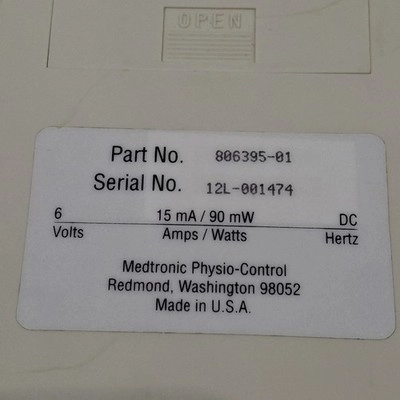 OPEN
Part No. 806395-01
Serial No. 12L-001474
6 15 mA / 90 mW DC
Volts Amps / Watts Hertz
Medtronic Physio-Control
Redmond, Washington 98052
Made in U.S.A.